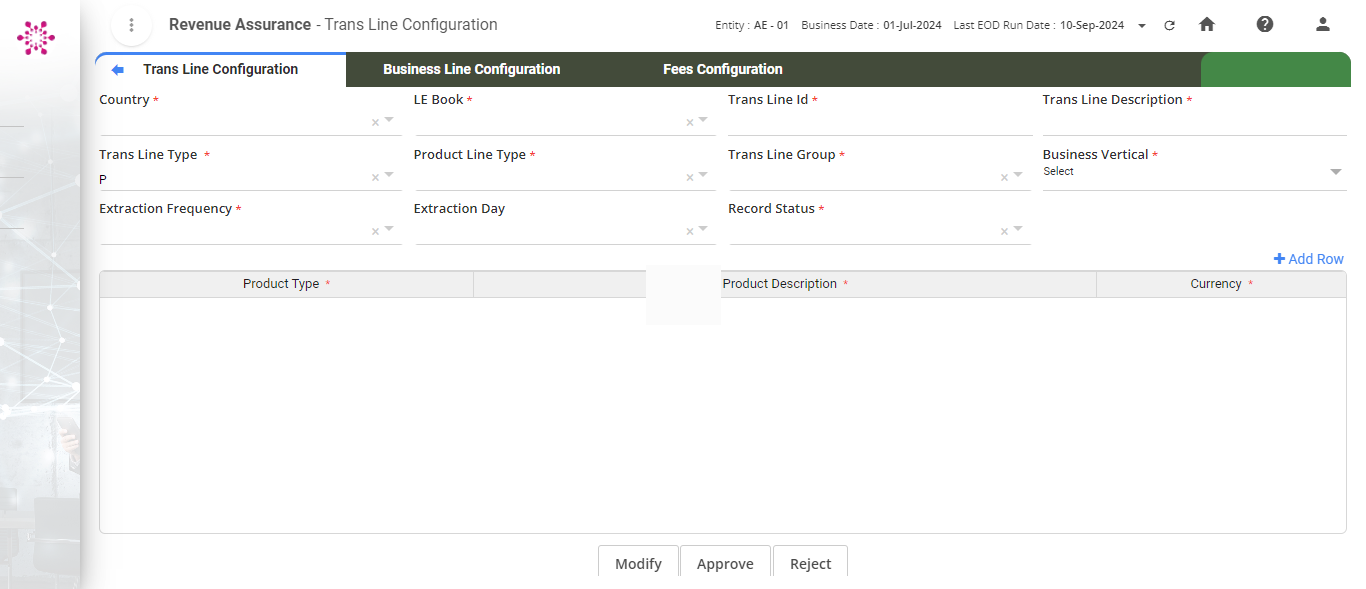 Revenue Assurance - Trans Line Configuration
Entity : AE - 01 Business Date : 01-Jul-2024 Last EOD Run Date : 10-Sep-2024
Trans Line Configuration Business Line Configuration Fees Configuration
Country * LE Book * Trans Line Id * Trans Line Description *
Trans Line Type * Product Line Type * Trans Line Group * Business Vertical *
P Select
Extraction Frequency * Extraction Day Record Status *
+ Add Row
Product Type * Product Description * Currency *
Modify Approve Reject